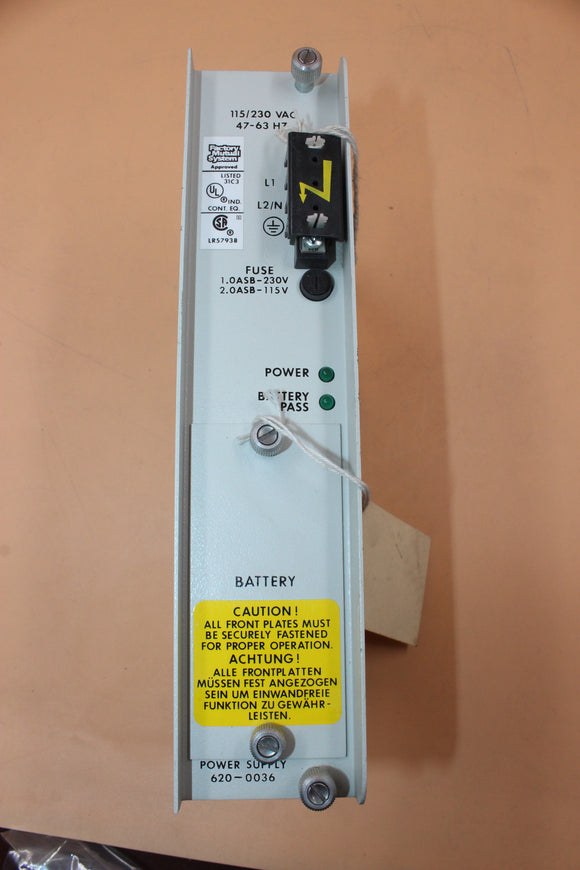 115/230 VAC
47-63 HZ
Factory
Mutual
System
Approved
LISTED
31C3
UL
IND.
CONT. EQ.
L1
L2/N
SA
LR57938
FUSE
1.0ASB-230V
2.0ASB-115V
POWER
BATTERY
PASS
BATTERY
CAUTION!
ALL FRONT PLATES MUST
BE SECURELY FASTENED
FOR PROPER OPERATION.
ACHTUNG!
ALLE FRONTPLATTEN
MÜSSEN FEST ANGEZOGEN
SEIN UM EINWANDFREIE
FUNKTION ZU GEWÄHR-
LEISTEN.
POWER SUPPLY
620-0036